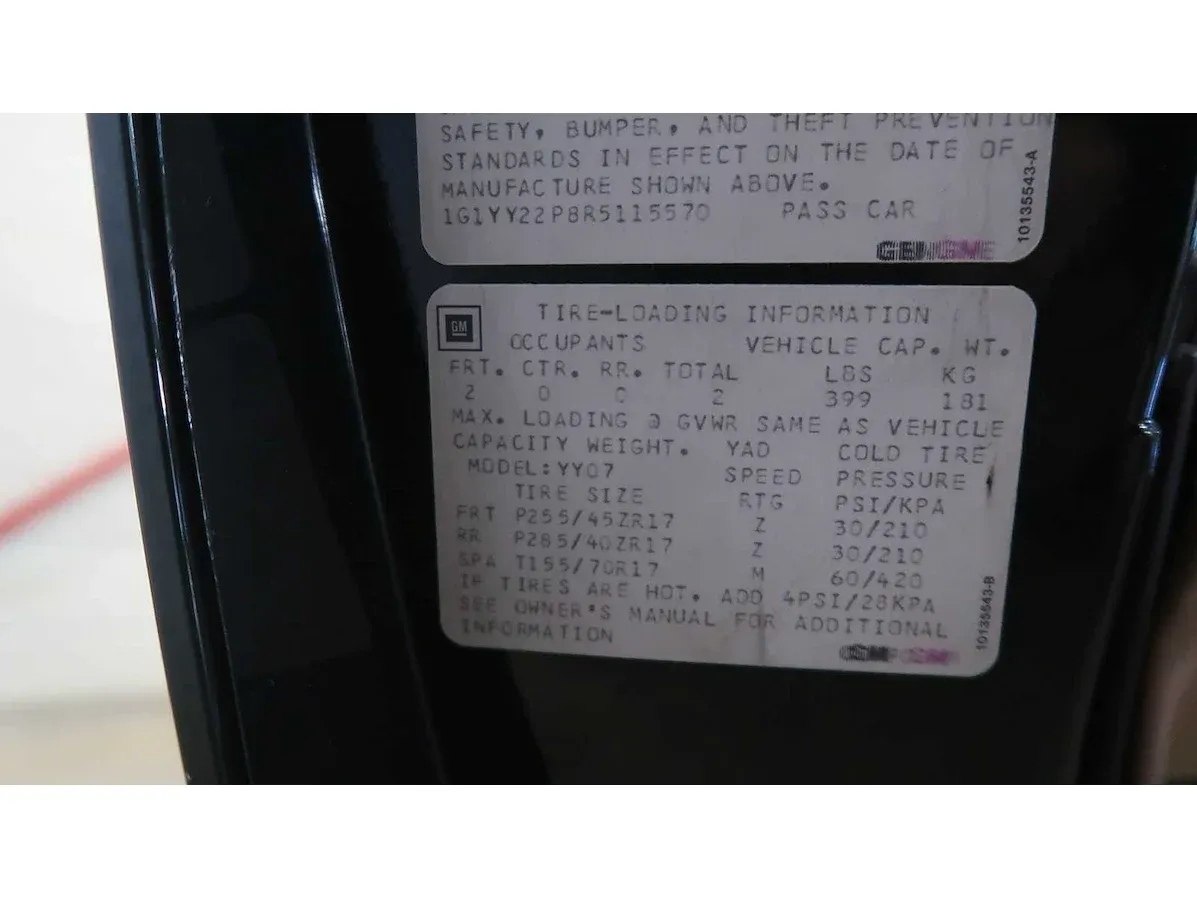 SAFETY, BUMPER, AND THEFT PREVENTION
STANDARDS IN EFFECT ON THE DATE OF
MANUFACTURE SHOWN ABOVE.
1G1YY22P8R5115570 PASS CAR
10135543-A
GM TIRE-LOADING INFORMATION
OCCUPANTS VEHICLE CAP. WT.
FRT. CTR. RR. TOTAL LBS KG
2 0 0 2 399 181
MAX. LOADING @ GVWR SAME AS VEHICLE
CAPACITY WEIGHT. YAD COLD TIRE
MODEL:YY07 SPEED PRESSURE
TIRE SIZE RTG PSI/KPA
FRT P255/45ZR17 Z 30/210
RR P285/40ZR17 Z 30/210
SPA T155/70R17 M 60/420
IF TIRES ARE HOT, ADD 4PSI/28KPA
SEE OWNER'S MANUAL FOR ADDITIONAL
INFORMATION
10135543-B